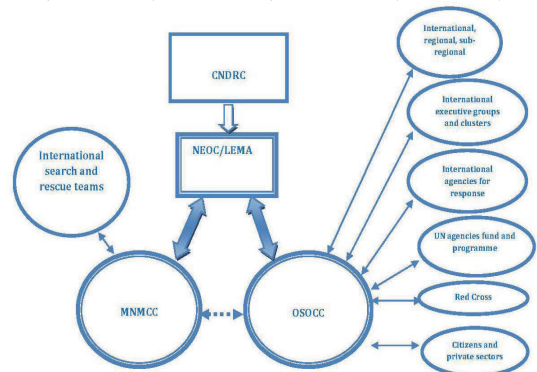 International,
regional, sub-
regional
CNDRC
International
executive groups
and clusters
NEOC/LEMA
International
search and
rescue teams
International
agencies for
response
UN agencies fund and
programme
MNMCC
OSOCC
Red Cross
Citizens and
private sectors